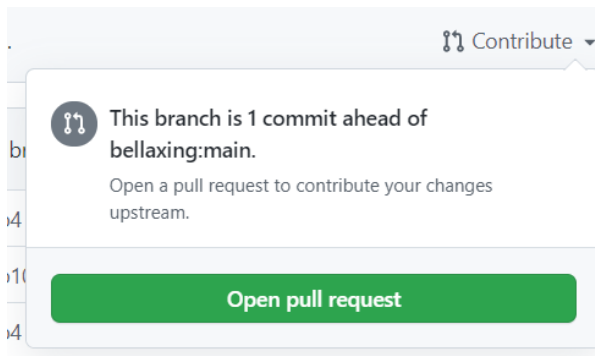 .
Contribute
This branch is 1 commit ahead of
bellaxing:main.
Open a pull request to contribute your changes
upstream.
Open pull request